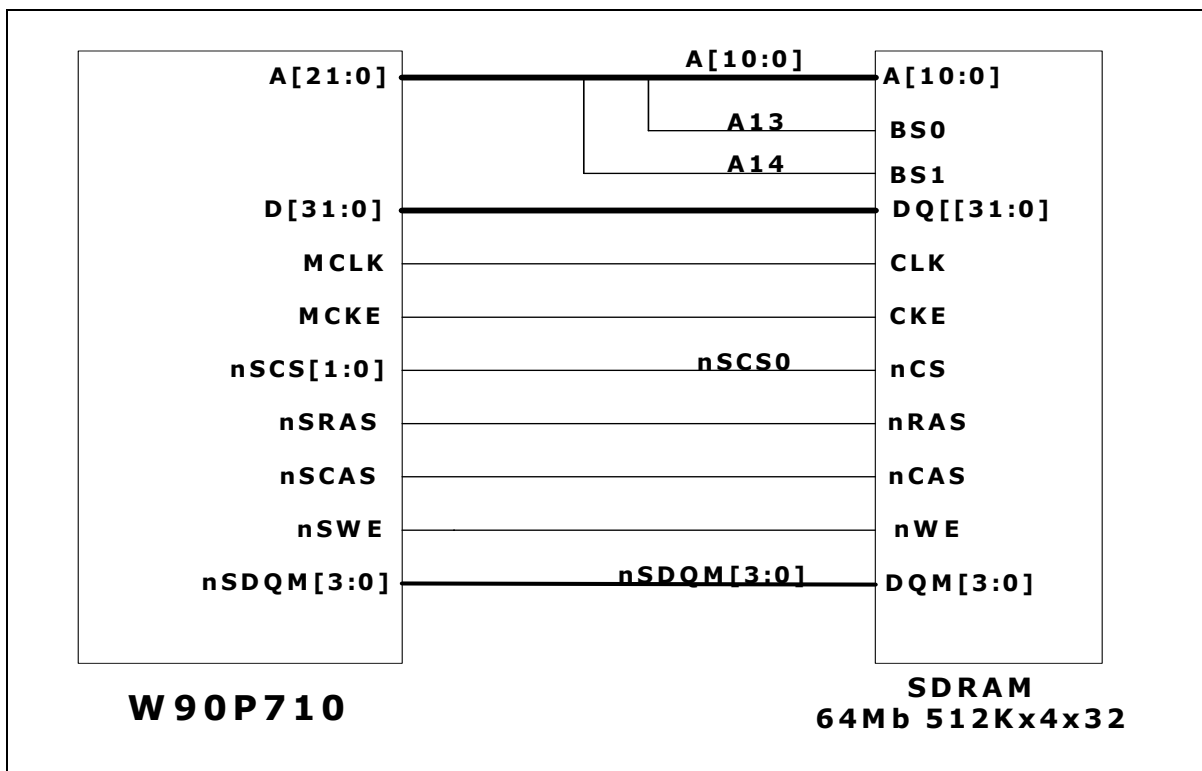 A[10:0]
A[21:0]
A[10:0]
A13
BS0
A14
BS1
D[31:0]
DQ[[31:0]
MCLK
CLK
MCKE
CKE
nSCS[1:0]
nSCS0
nCS
nSRAS
nRAS
nSCAS
nCAS
nSWE
nWE
nSDQM[3:0]
nSDQM[3:0]
DQM[3:0]
W90P710
SDRAM
64Mb 512Kx4x32